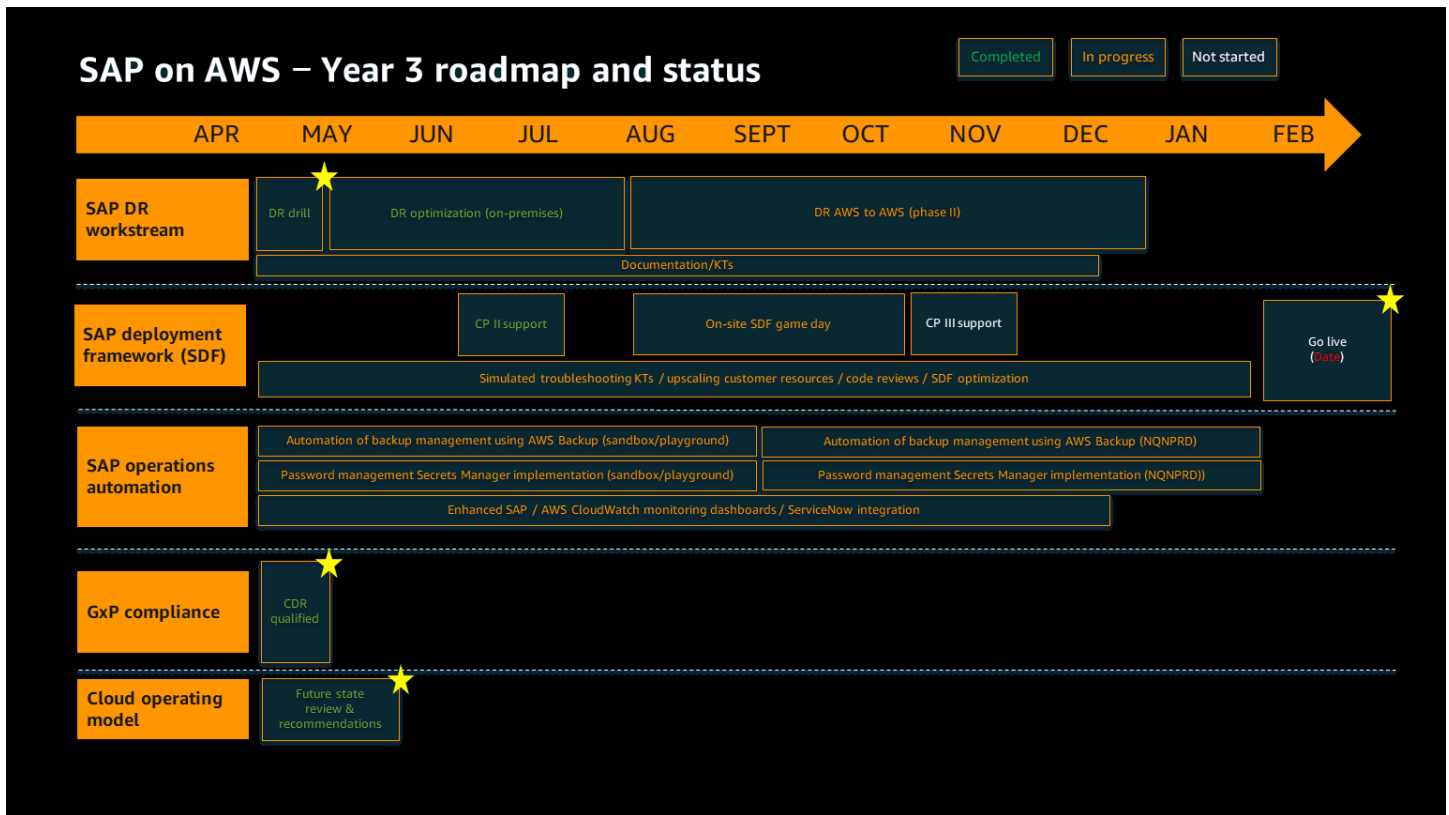 SAP on AWS – Year 3 roadmap and status
Completed
In progress
Not started
APR MAY JUN JUL AUG SEPT OCT NOV DEC JAN FEB
SAP DR
workstream
DR drill
DR optimization (on-premises)
DR AWS to AWS (phase II)
Documentation/KTs
SAP deployment
framework (SDF)
CP II support
On-site SDF game day
CP III support
Go live
(Date)
Simulated troubleshooting KTs / upscaling customer resources / code reviews / SDF optimization
SAP operations
automation
Automation of backup management using AWS Backup (sandbox/playground)
Automation of backup management using AWS Backup (NQNPRD)
Password management Secrets Manager implementation (sandbox/playground)
Password management Secrets Manager implementation (NQNPRD))
Enhanced SAP / AWS CloudWatch monitoring dashboards / ServiceNow integration
GxP compliance
CDR
qualified
Cloud operating
model
Future state
review &
recommendations